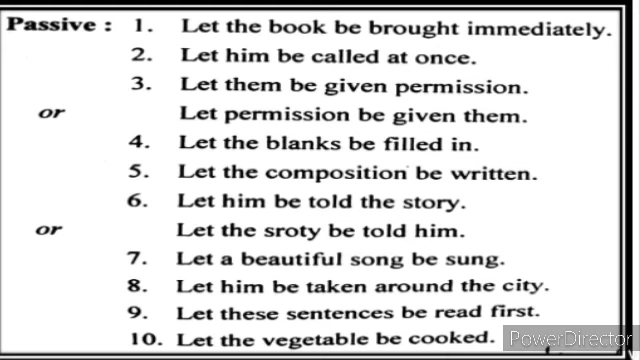 Passive : 1. Let the book be brought immediately.
2. Let him be called at once.
3. Let them be given permission.
or Let permission be given them.
4. Let the blanks be filled in.
5. Let the composition be written.
6. Let him be told the story.
or Let the sroty be told him.
7. Let a beautiful song be sung.
8. Let him be taken around the city.
9. Let these sentences be read first.
10. Let the vegetable be cooked.
PowerDirector